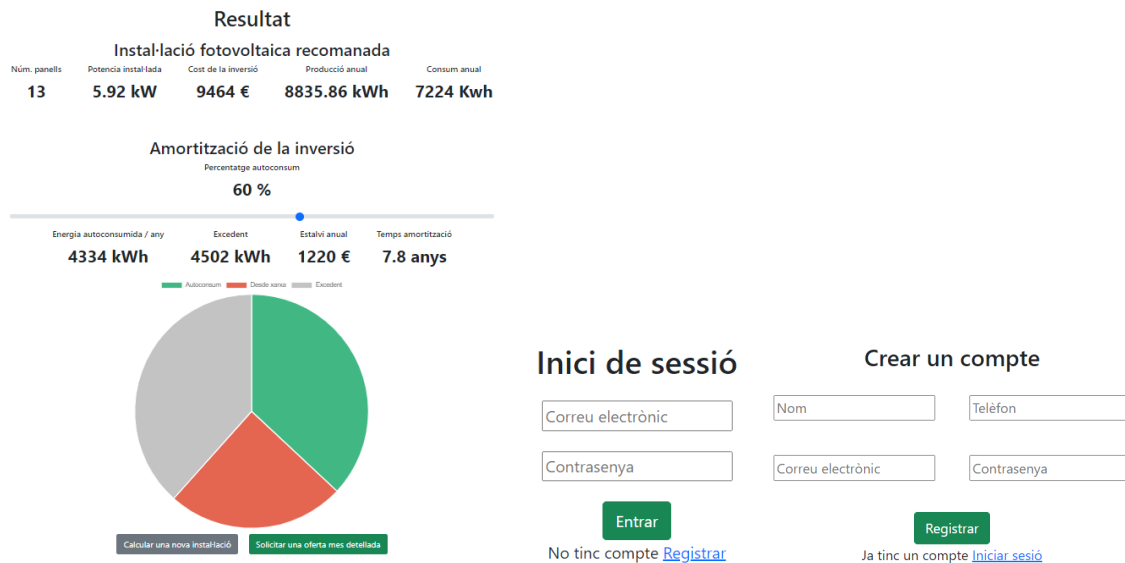 Resultat
Instal·lació fotovoltaica recomanada
Núm. panells Potencia instal·lada Cost de la inversió Producció anual Consum anual
13 5.92 kW 9464 € 8835.86 kWh 7224 Kwh
Amortització de la inversió
Percentatge autoconsum
60 %
Energía autoconsumida / any Excedent Estalvi anual Temps amortització
4334 kWh 4502 kWh 1220 € 7.8 anys
Autoconsum Desde xarxa Excedent
Calcular una nova instal·lació Solicitar una oferta mes detellada
Inici de sessió
Correu electrònic
Contrasenya
Entrar
No tinc compte Registrar
Crear un compte
Nom Telèfon
Correu electrònic Contrasenya
Registrar
Ja tinc un compte Iniciar sesió